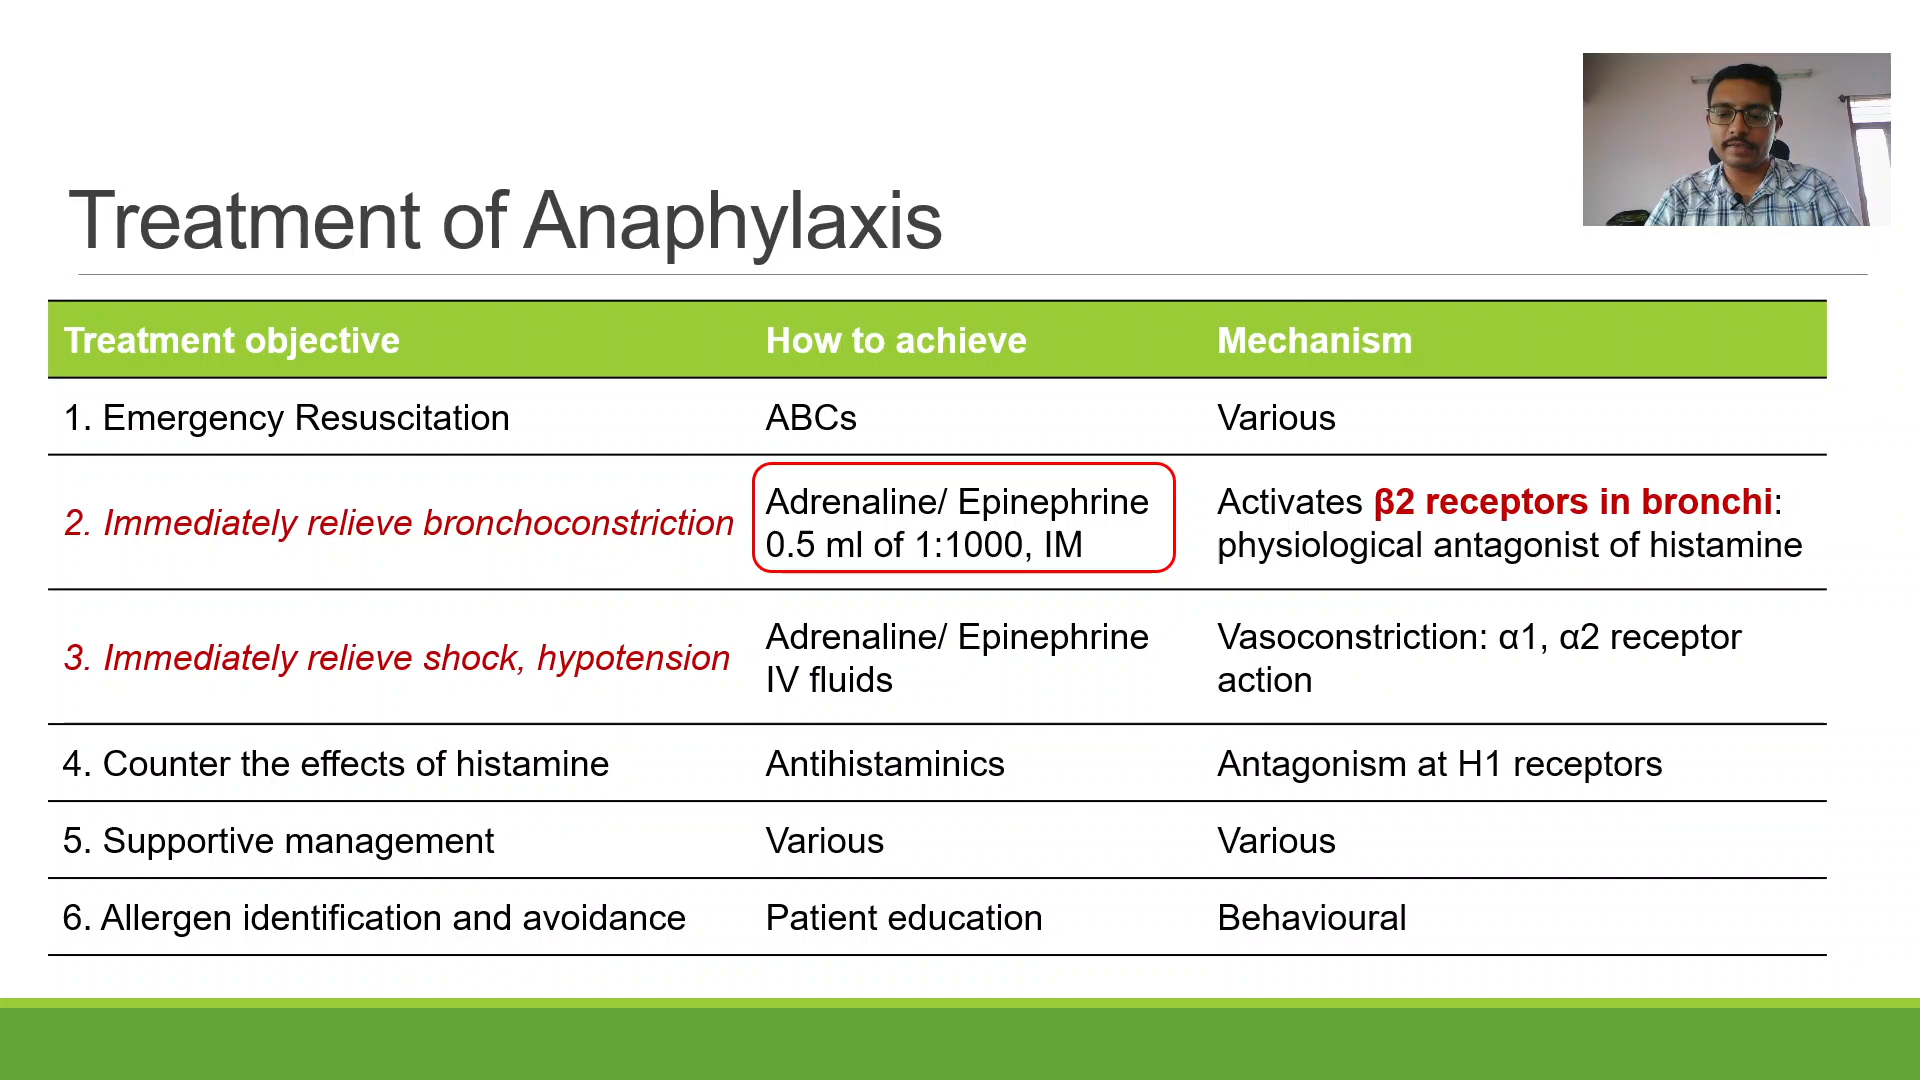 Treatment of Anaphylaxis
Treatment objective How to achieve Mechanism
1. Emergency Resuscitation ABCs Various
2. Immediately relieve bronchoconstriction Adrenaline/ Epinephrine Activates β2 receptors in bronchi:
0.5 ml of 1:1000, IM physiological antagonist of histamine
3. Immediately relieve shock, hypotension Adrenaline/ Epinephrine Vasoconstriction: α1, α2 receptor
IV fluids action
4. Counter the effects of histamine Antihistaminics Antagonism at H1 receptors
5. Supportive management Various Various
6. Allergen identification and avoidance Patient education Behavioural